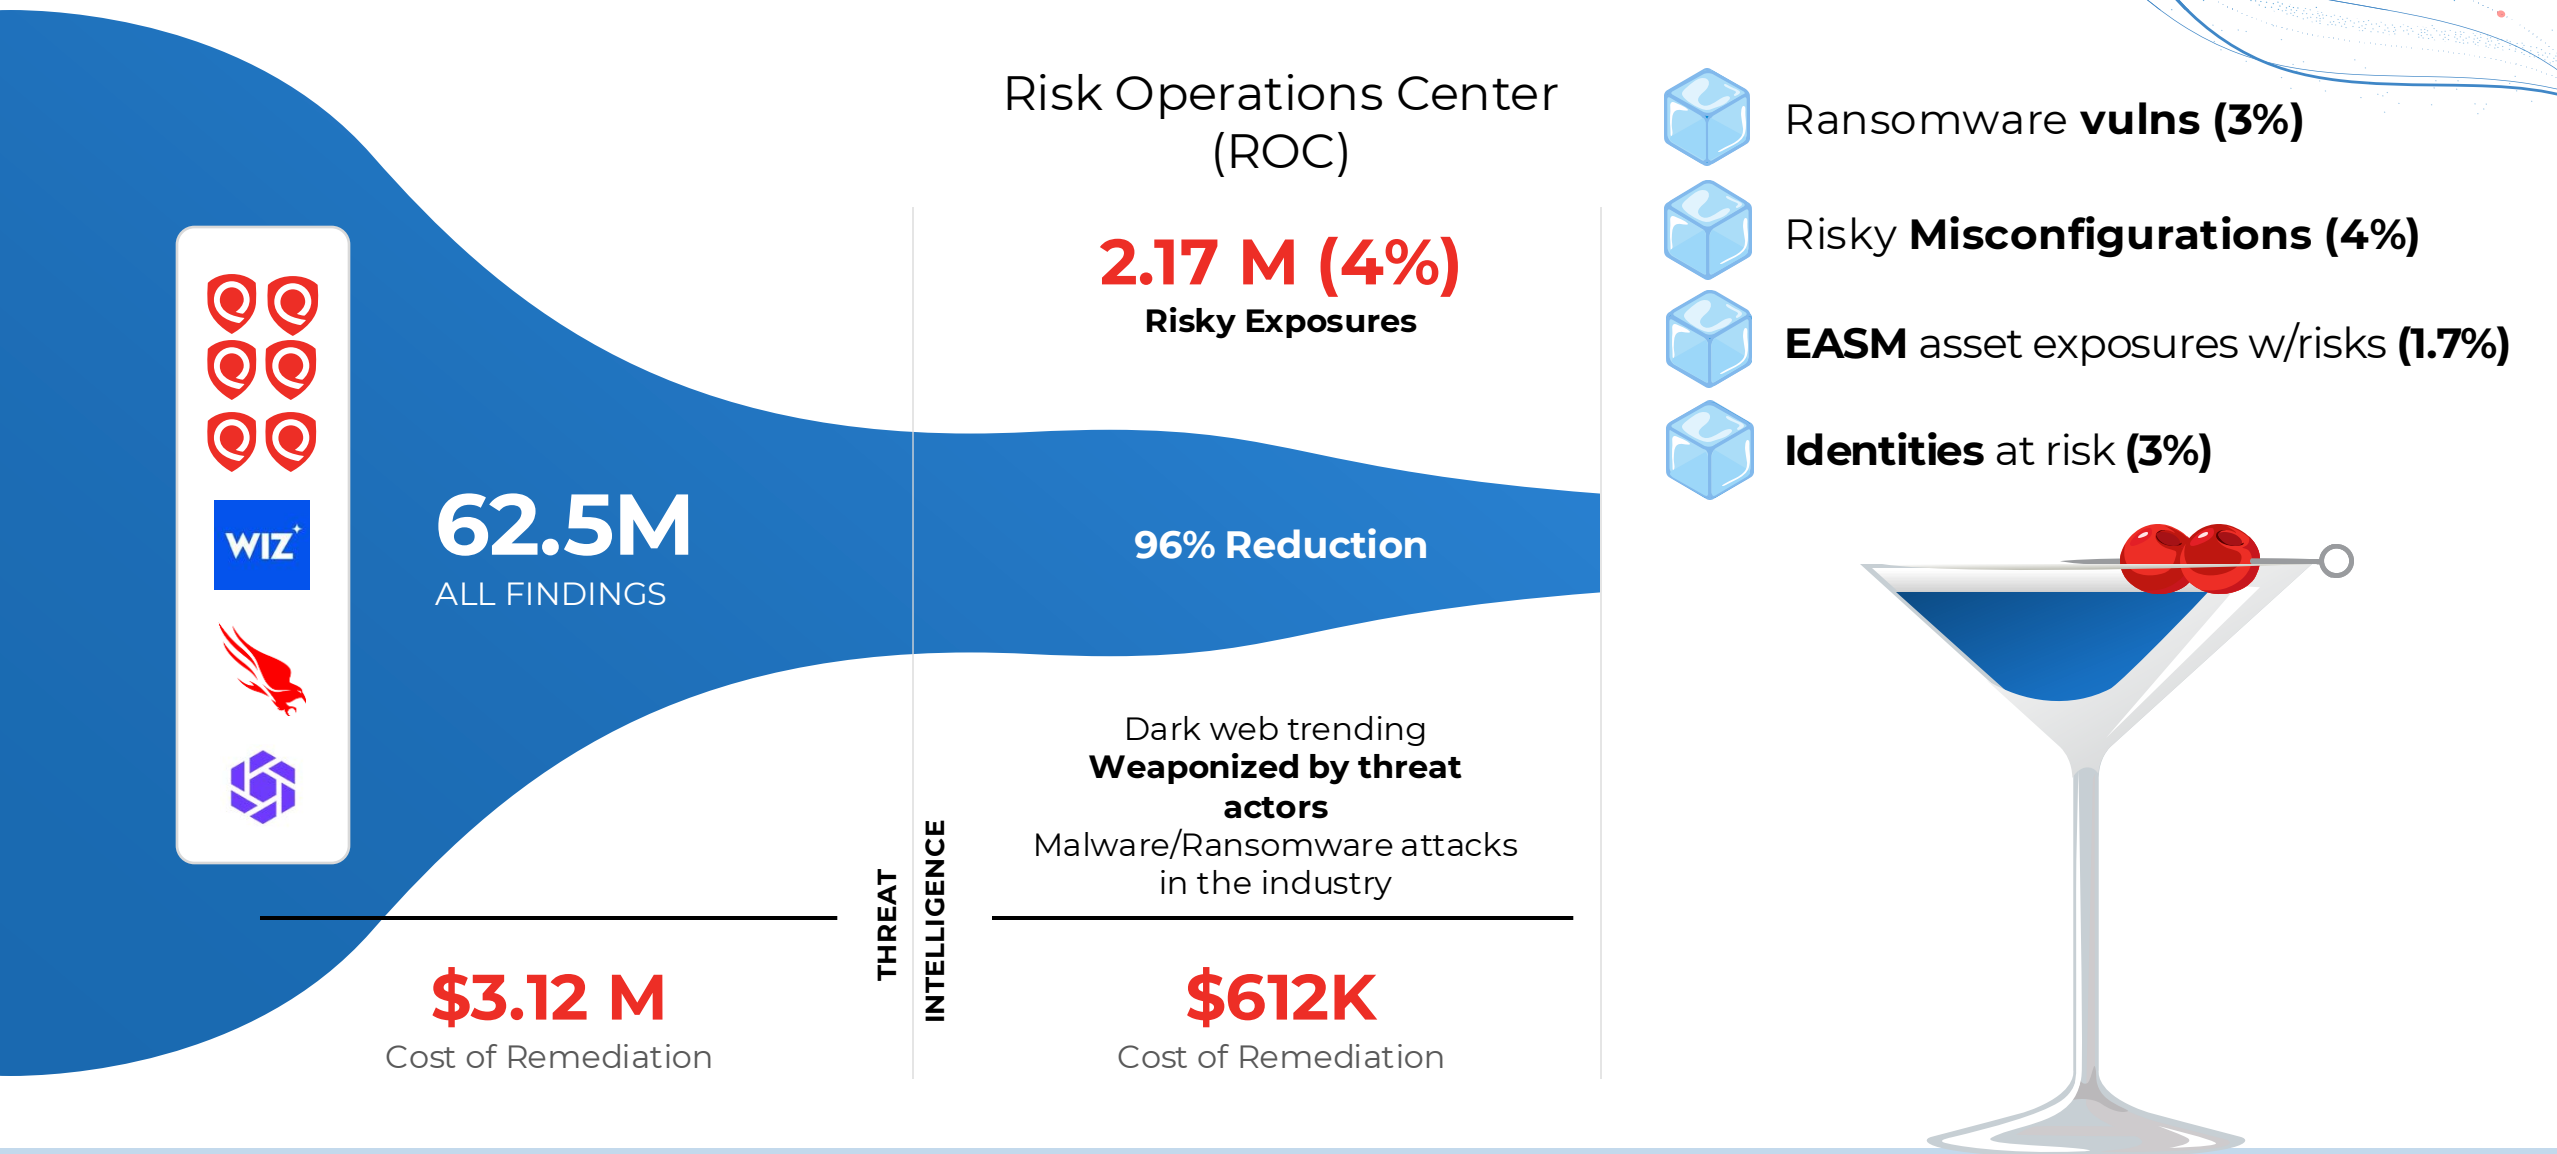 WIZ
62.5M
ALL FINDINGS
$3.12 M
Cost of Remediation
THREAT
INTELLIGENCE
Risk Operations Center
(ROC)
2.17 M (4%)
Risky Exposures
96% Reduction
Dark web trending
Weaponized by threat
actors
Malware/Ransomware attacks
in the industry
$612K
Cost of Remediation
Ransomware vulns (3%)
Risky Misconfigurations (4%)
EASM asset exposures w/risks (1.7%)
Identities at risk (3%)